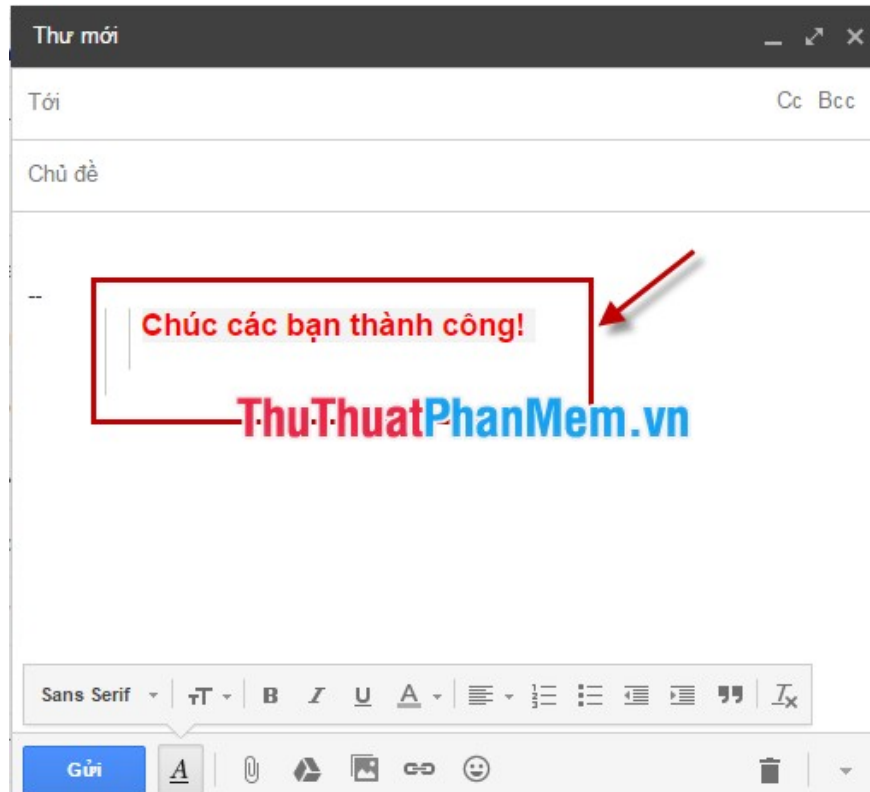 Thư mới
Tới Cc Bcc
Chủ đề
--
Chúc các bạn thành công!
ThuThuatPhanMem.vn
Sans Serif
Gửi